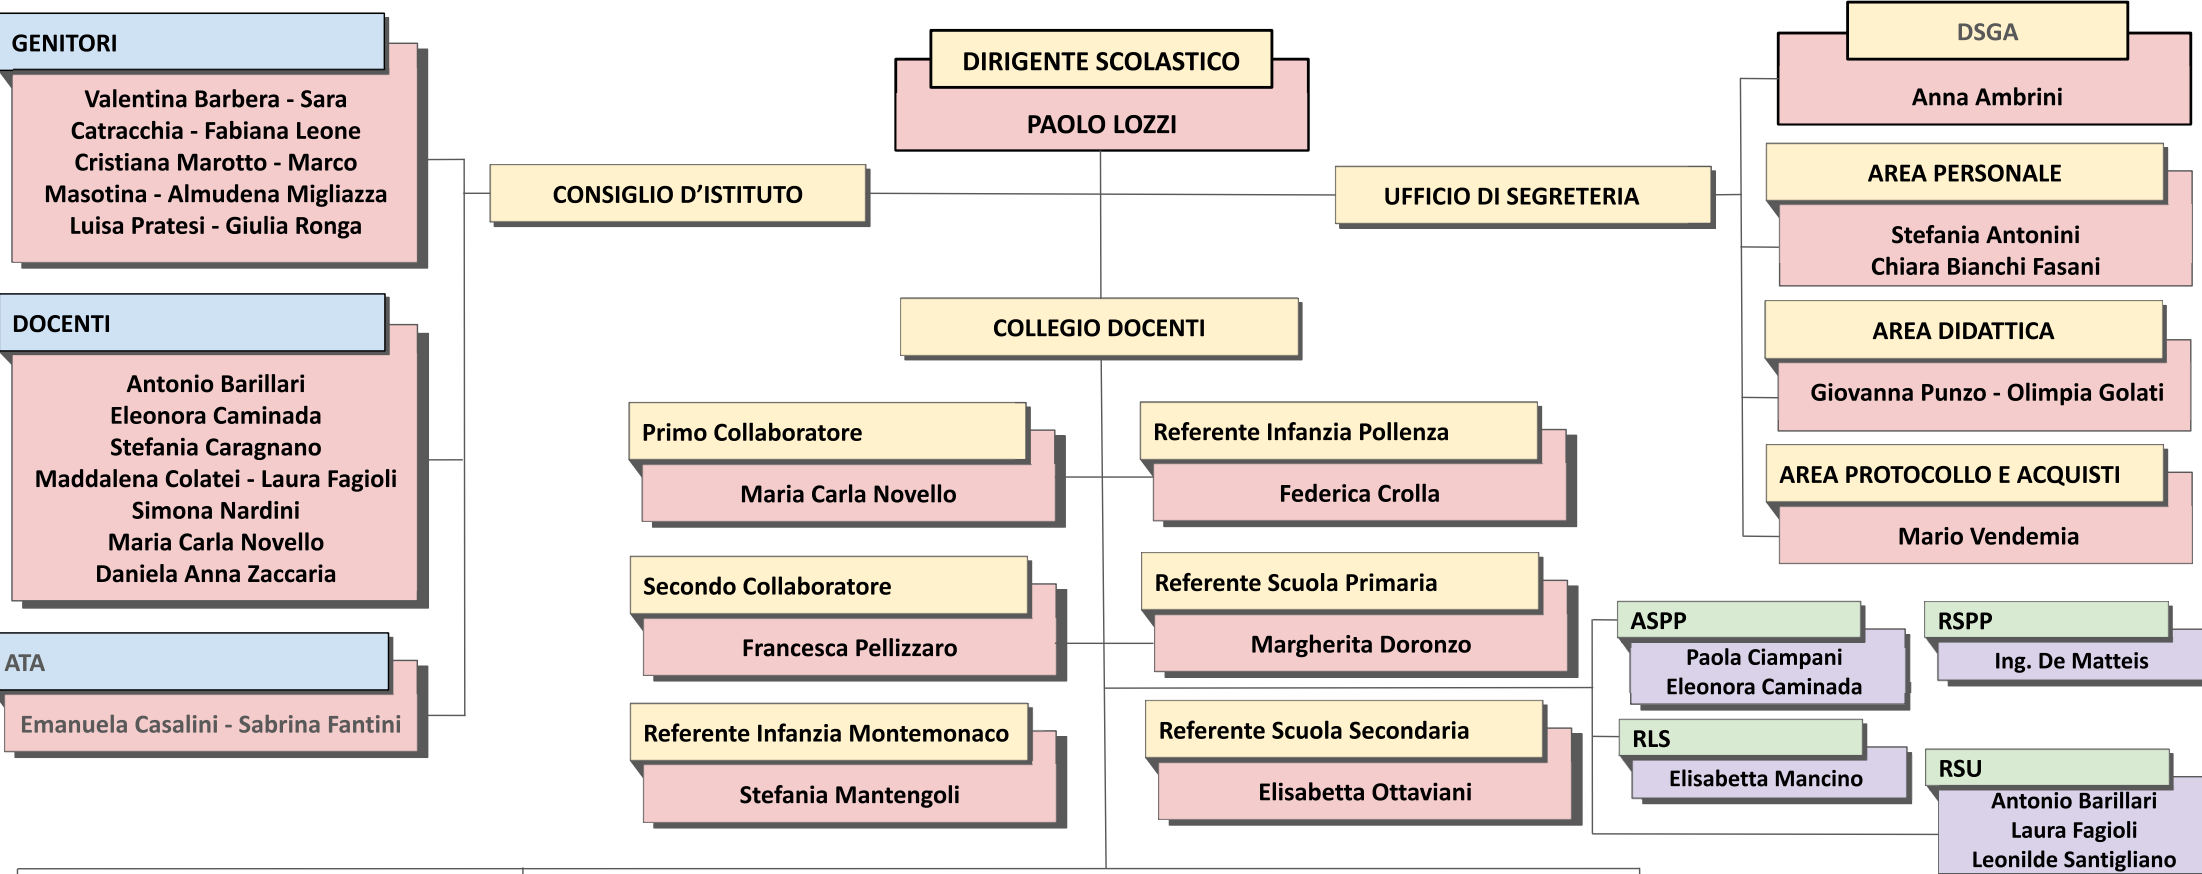 GENITORI
Valentina Barbera - Sara
Catracchia - Fabiana Leone
Cristiana Marotto - Marco
Masotina - Almudena Migliazza
Luisa Pratesi - Giulia Ronga
DOCENTI
Antonio Barillari
Eleonora Caminada
Stefania Caragnano
Maddalena Colatei - Laura Fagioli
Simona Nardini
Maria Carla Novello
Daniela Anna Zaccaria
ATA
Emanuela Casalini - Sabrina Fantini
CONSIGLIO D'ISTITUTO
DIRIGENTE SCOLASTICO
PAOLO LOZZI
UFFICIO DI SEGRETERIA
COLLEGIO DOCENTI
Primo Collaboratore
Maria Carla Novello
Referente Infanzia Pollenza
Federica Crolla
Secondo Collaboratore
Francesca Pellizzaro
Referente Scuola Primaria
Margherita Doronzo
Referente Infanzia Montemonaco
Stefania Mantengoli
Referente Scuola Secondaria
Elisabetta Ottaviani
DSGA
Anna Ambrini
AREA PERSONALE
Stefania Antonini
Chiara Bianchi Fasani
AREA DIDATTICA
Giovanna Punzo - Olimpia Golati
AREA PROTOCOLLO E ACQUISTI
Mario Vendemia
ASPP
Paola Ciampani
Eleonora Caminada
RSPP
Ing. De Matteis
RLS
Elisabetta Mancino
RSU
Antonio Barillari
Laura Fagioli
Leonilde Santigliano